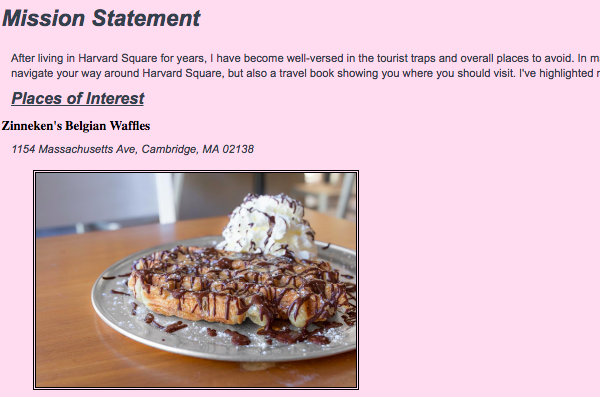 Mission Statement
After living in Harvard Square for years, I have become well-versed in the tourist traps and overall places to avoid. In
navigate your way around Harvard Square, but also a travel book showing you where you should visit. I've highlighted
Places of Interest
Zinneken's Belgian Waffles
1154 Massachusetts Ave, Cambridge, MA 02138